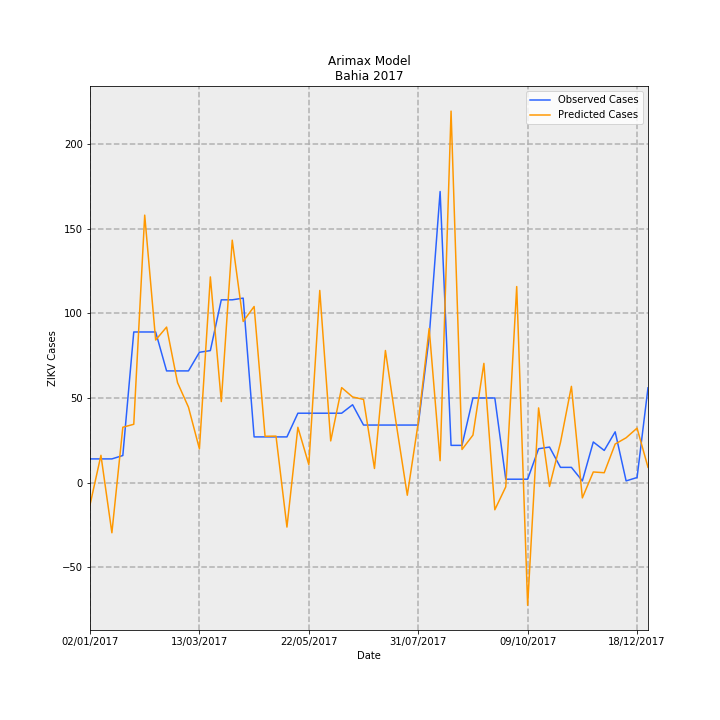 Arimax Model
Bahia 2017
Observed Cases
Predicted Cases
200
150
100
50
0
−50
ZIKV Cases
02/01/2017 13/03/2017 22/05/2017 31/07/2017 09/10/2017 18/12/2017
Date